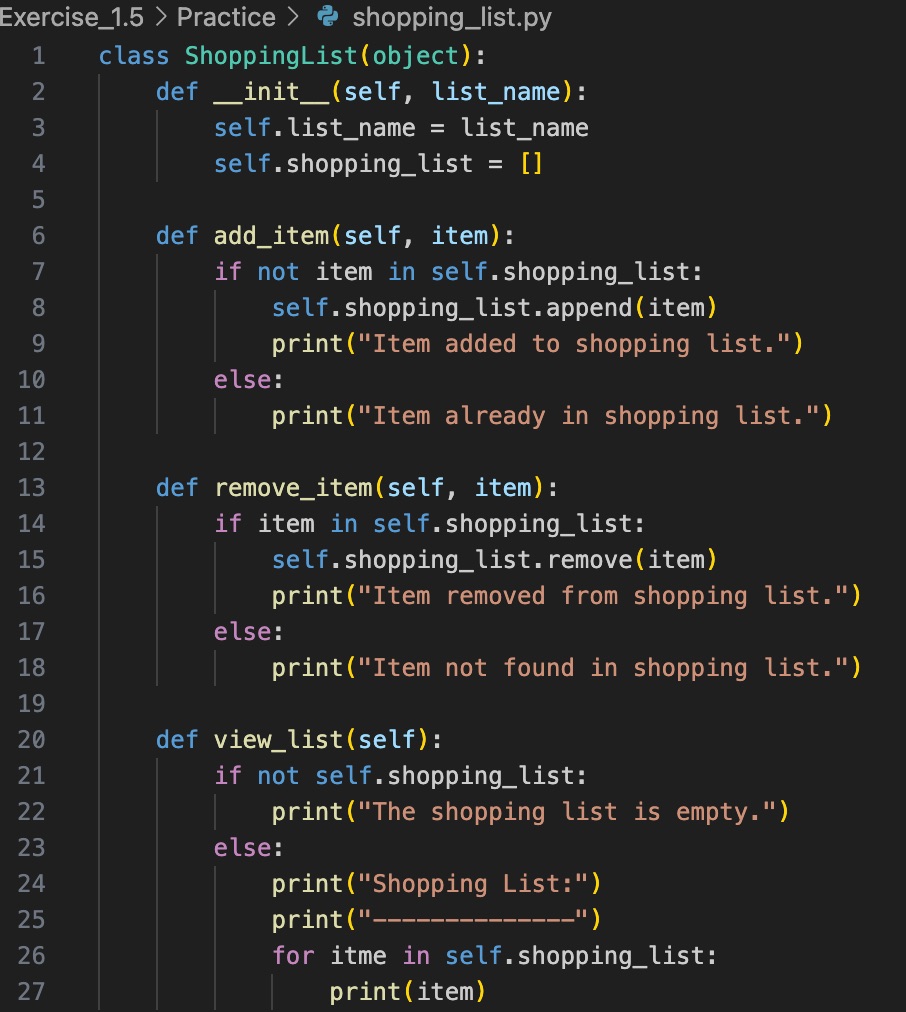 Exercise_1.5 > Practice > shopping_list.py
1 class ShoppingList(object):
2     def __init__(self, list_name):
3         self.list_name = list_name
4         self.shopping_list = []
5
6     def add_item(self, item):
7         if not item in self.shopping_list:
8             self.shopping_list.append(item)
9             print("Item added to shopping list.")
10         else:
11             print("Item already in shopping list.")
12
13     def remove_item(self, item):
14         if item in self.shopping_list:
15             self.shopping_list.remove(item)
16             print("Item removed from shopping list.")
17         else:
18             print("Item not found in shopping list.")
19
20     def view_list(self):
21         if not self.shopping_list:
22             print("The shopping list is empty.")
23         else:
24             print("Shopping List:")
25             print("--------------")
26             for itme in self.shopping_list:
27                 print(item)